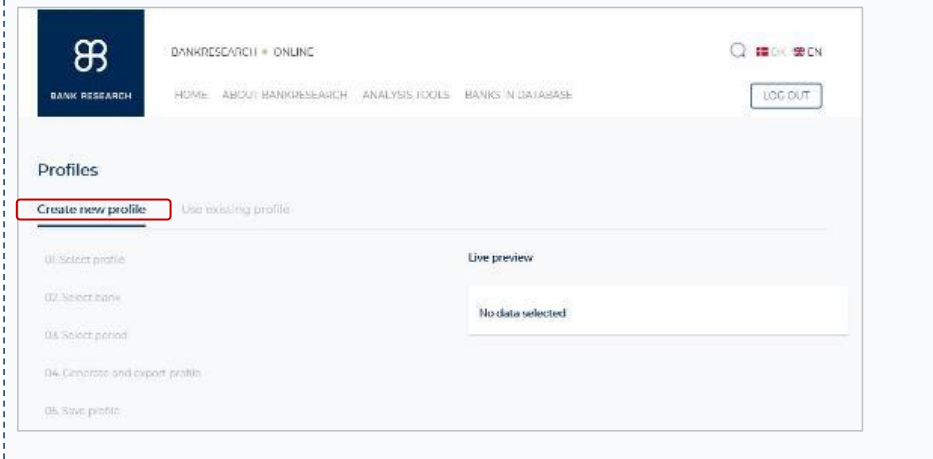 BANKRESEARCH ● ONLINE
DK EN
BANK RESEARCH
HOME ABOUT BANKRESEARCH ANALYSIS TOOLS BANKS IN DATABASE
LOG OUT
Profiles
Create new profile Use existing profile
01. Select profile
Live preview
02. Select bank
No data selected
03. Select period
04. Generate and export profile
05. Save profile